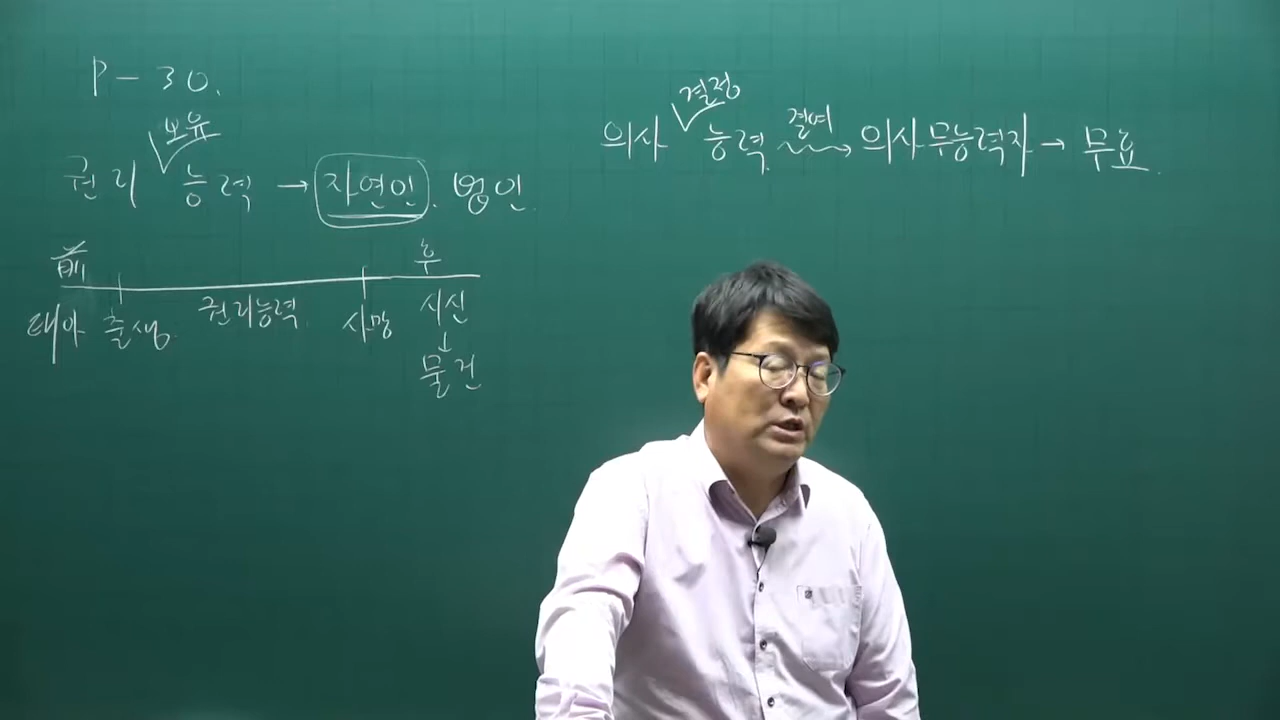 P - 30.
보유
권리 능력 → 자연인. 법인.
前 후
태아 출생. 권리능력. 사망 시신
↓
물건
결정
의사 능력. 결여 → 의사무능력자 → 무효.